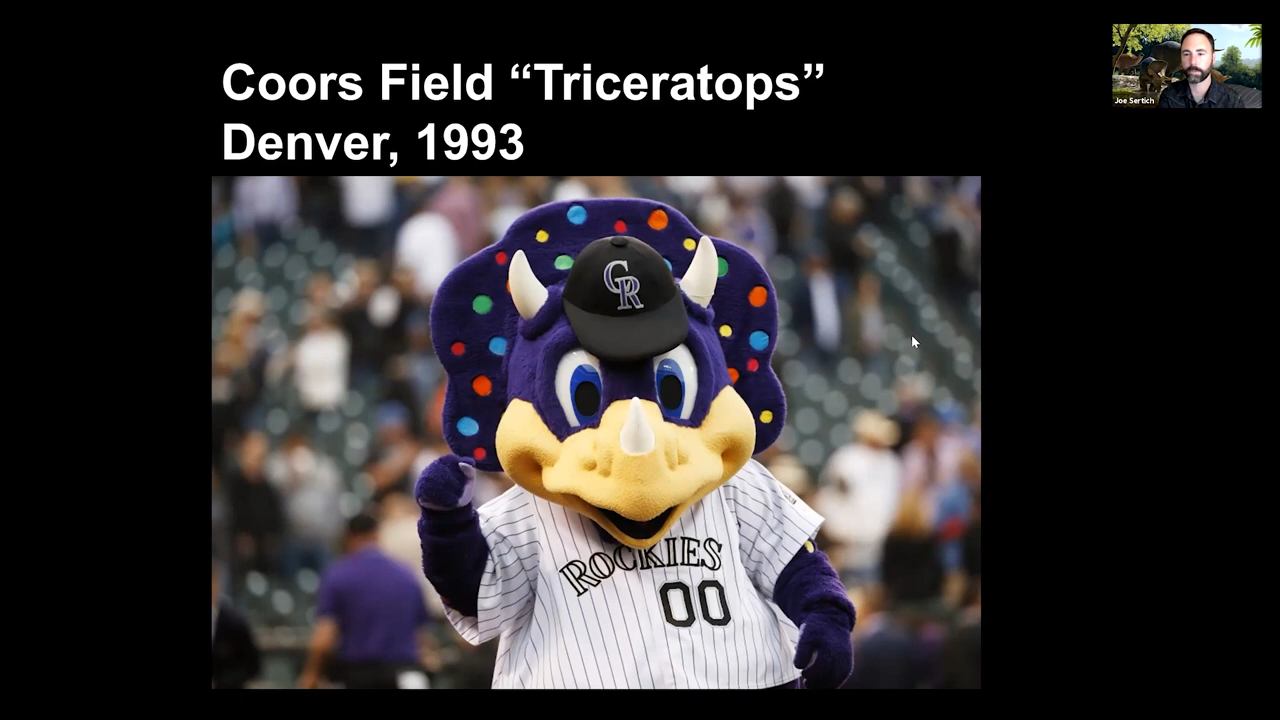 Coors Field “Triceratops”
Denver, 1993
Joe Sertich
CR
ROCKIES
00